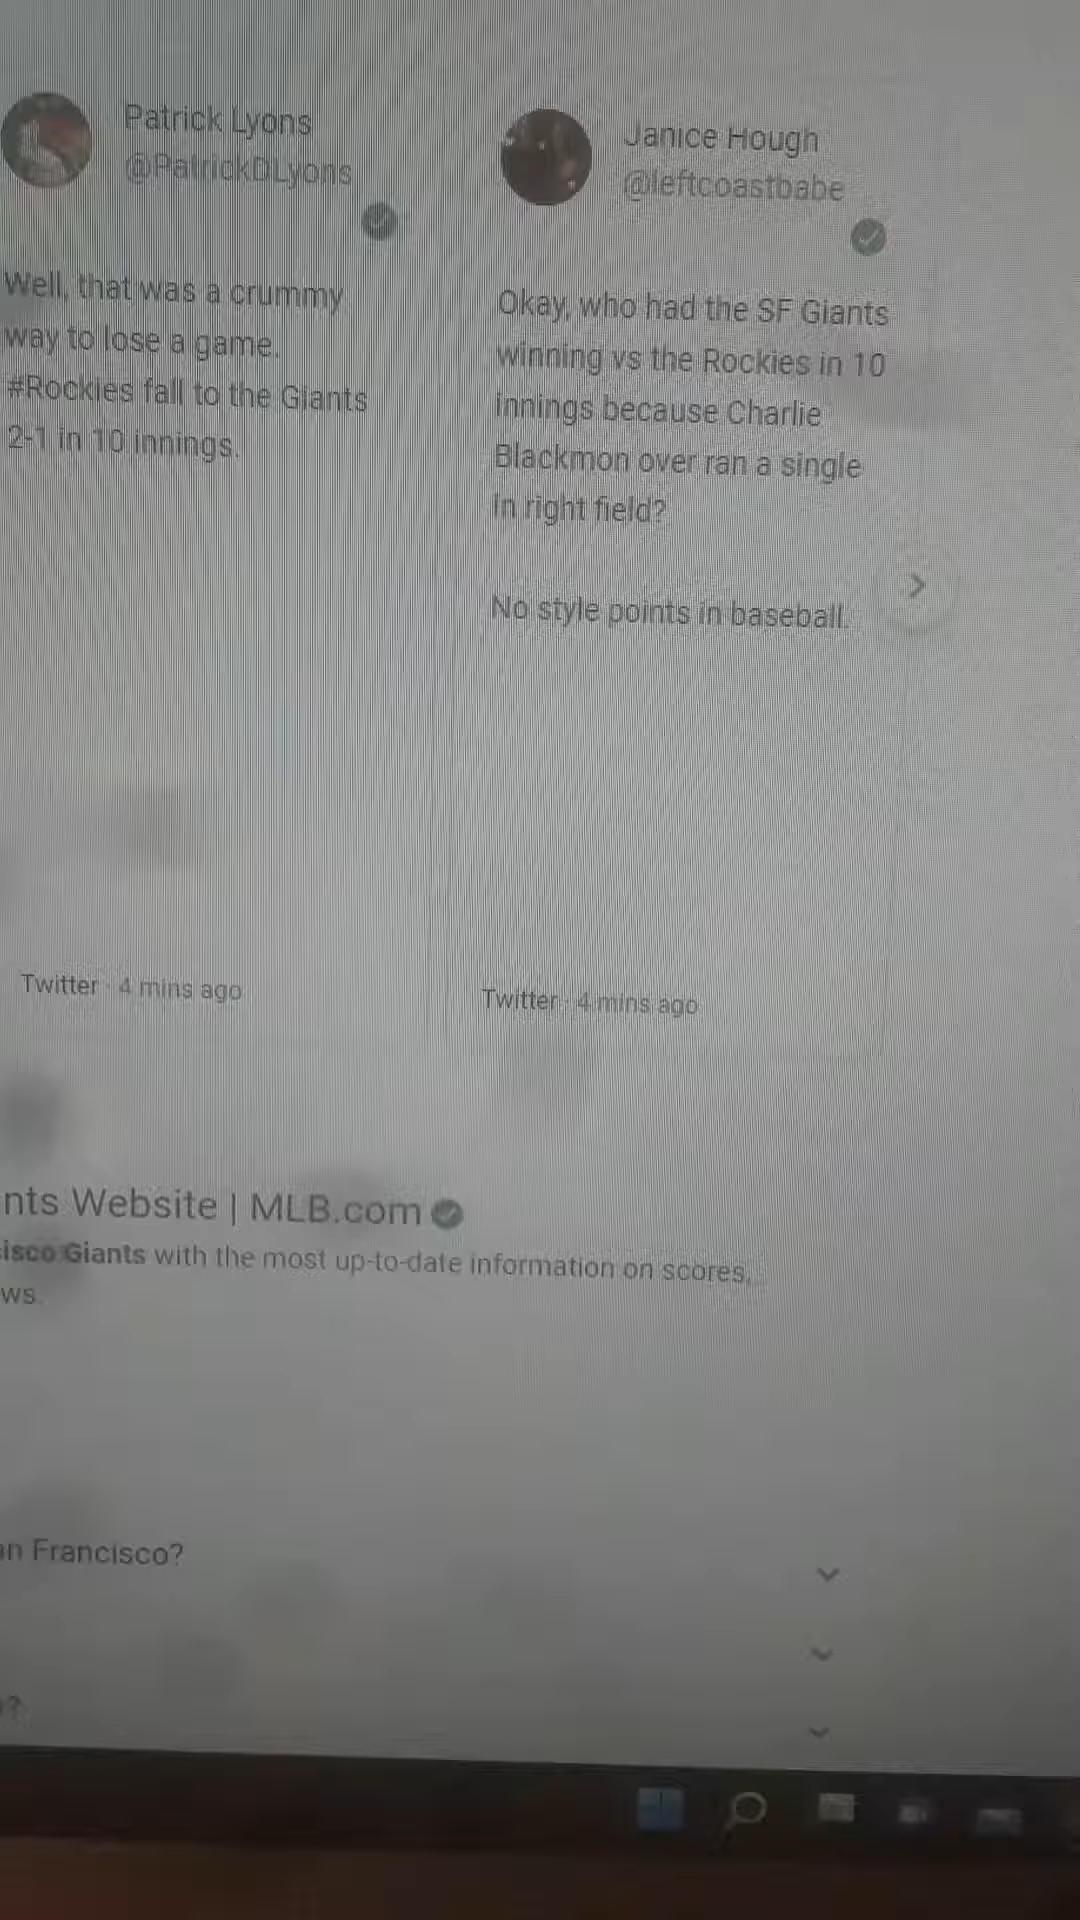 Patrick Lyons
@PatrickDLyons
Well, that was a crummy
way to lose a game.
#Rockies fall to the Giants
2-1 in 10 innings.
Twitter · 4 mins ago
Janice Hough
@leftcoastbabe
Okay, who had the SF Giants
winning vs the Rockies in 10
innings because Charlie
Blackmon over ran a single
in right field?
No style points in baseball.
Twitter · 4 mins ago
nts Website | MLB.com
isco Giants with the most up-to-date information on scores,
ws.
an Francisco?
?